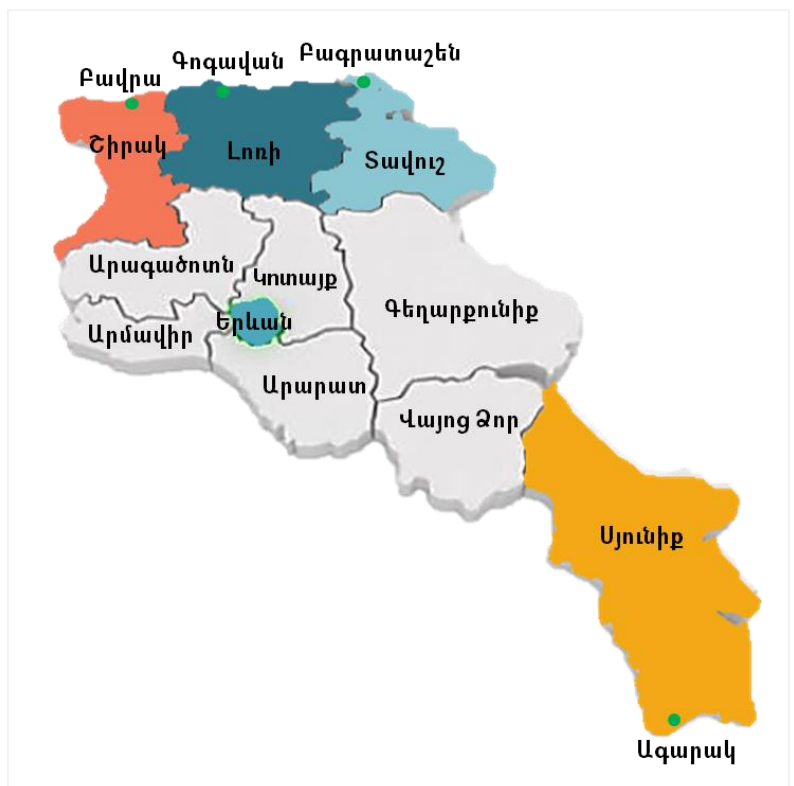 Բագրատաշեն
Գոգավան
Բավրա
Շիրակ
Լոռի
Տավուշ
Արագածոտն
Կոտայք
Գեղարքունիք
Երևան
Արմավիր
Արարատ
Վայոց Ձոր
Սյունիք
Ագարակ